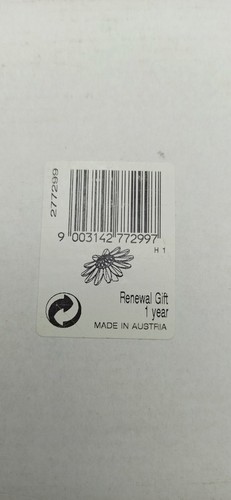 277299
9 003142 772997
H 1
Renewal Gift
1 year
MADE IN AUSTRIA